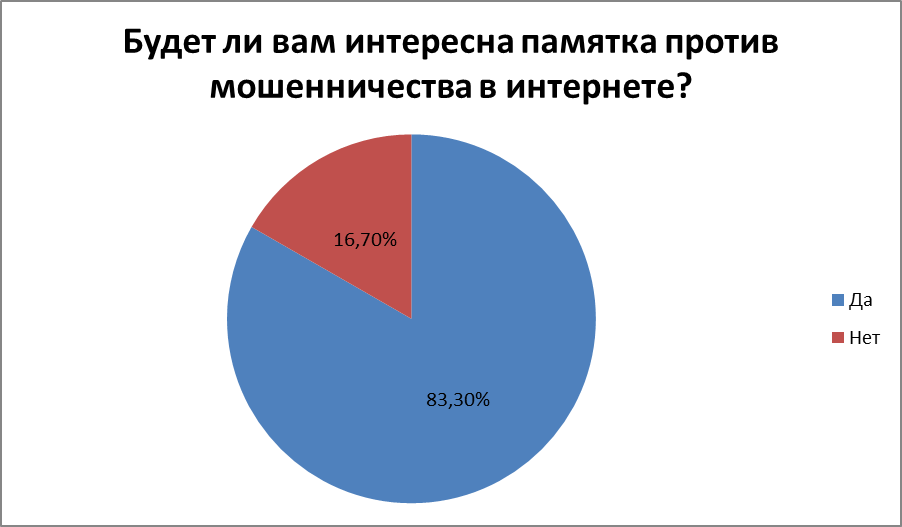 Будет ли вам интересна памятка против
мошенничества в интернете?
16,70%
83,30%
Да
Нет